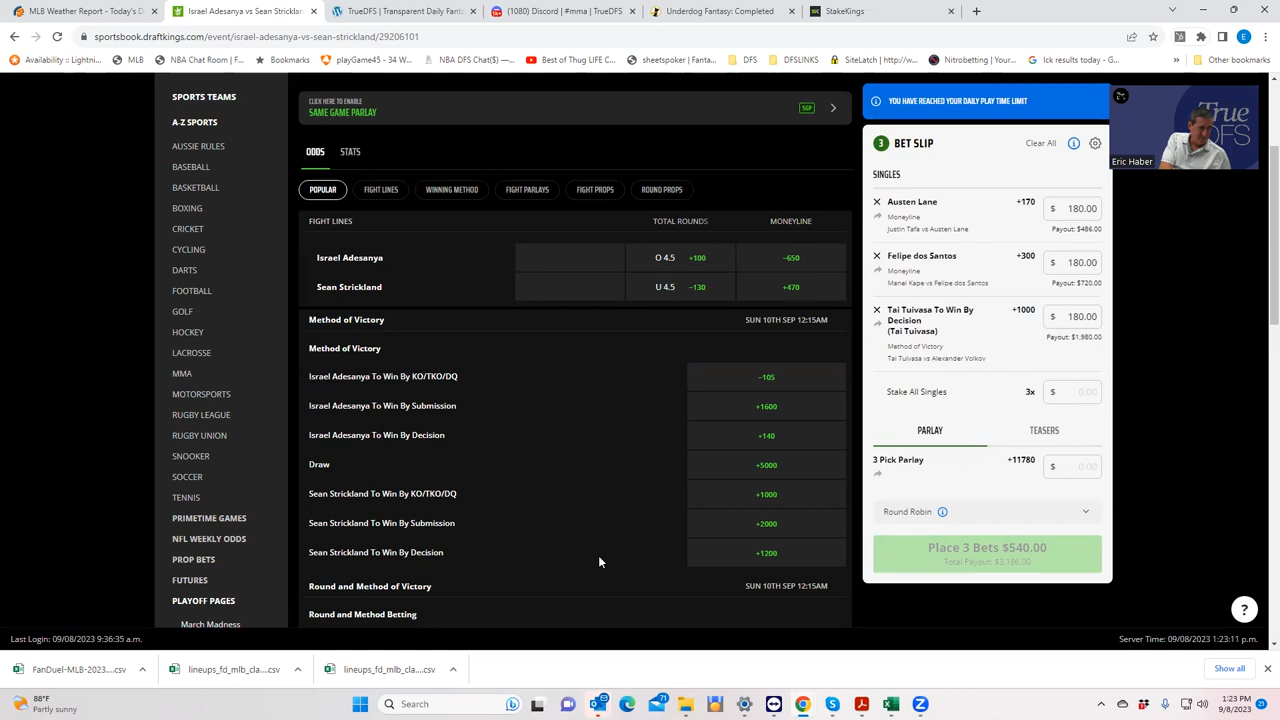 MLB Weather Report - Today's D
Israel Adesanya vs Sean Stricklan
TrueDFS | Transparent Daily Fanta
(1080) Discord | #mma | TrueDFS
Underdog Fantasy: Completed
StakeKings
sportsbook.draftkings.com/event/israel-adesanya-vs-sean-strickland/29206101
E
Availability :: Lightni...
MLB
NBA Chat Room ( F...
Bookmarks
playGame45 - 34 W...
NBA DFS Chat($) —...
Best of Thug LIFE C...
sheetspoker ( Fanta...
DFS
DFSLINKS
SiteLatch (http://w...
Nitrobetting | Your...
Ick results today - G...
Other bookmarks
SPORTS TEAMS
A-Z SPORTS
AUSSIE RULES
BASEBALL
BASKETBALL
BOXING
CRICKET
CYCLING
DARTS
FOOTBALL
GOLF
HOCKEY
LACROSSE
MMA
MOTORSPORTS
RUGBY LEAGUE
RUGBY UNION
SNOOKER
SOCCER
TENNIS
PRIMETIME GAMES
NFL WEEKLY ODDS
PROP BETS
FUTURES
PLAYOFF PAGES
March Madness
CLICK HERE TO ENABLE
SAME GAME PARLAY
SGP
ODDS STATS
POPULAR FIGHT LINES WINNING METHOD FIGHT PARLAYS FIGHT PROPS ROUND PROPS
FIGHT LINES TOTAL ROUNDS MONEYLINE
Israel Adesanya O 4.5 +100 −650
Sean Strickland U 4.5 −130 +470
Method of Victory SUN 10TH SEP 12:15AM
Method of Victory
Israel Adesanya To Win By KO/TKO/DQ −105
Israel Adesanya To Win By Submission +1600
Israel Adesanya To Win By Decision +140
Draw +5000
Sean Strickland To Win By KO/TKO/DQ +1000
Sean Strickland To Win By Submission +2000
Sean Strickland To Win By Decision +1200
Round and Method of Victory SUN 10TH SEP 12:15AM
Round and Method Betting
YOU HAVE REACHED YOUR DAILY PLAY TIME LIMIT
3 BET SLIP Clear All
SINGLES
Austen Lane +170 $ 180.00
Moneyline
Justin Tafa vs Austen Lane Payout: $486.00
Felipe dos Santos +300 $ 180.00
Moneyline
Manel Kape vs Felipe dos Santos Payout: $720.00
Tai Tuivasa To Win By +1000 $ 180.00
Decision
(Tai Tuivasa) Payout: $1,980.00
Method of Victory
Tai Tuivasa vs Alexander Volkov
Stake All Singles 3x $ 0.00
PARLAY TEASERS
3 Pick Parlay +11780 $ 0.00
Round Robin
Place 3 Bets $540.00
Total Payout: $3,186.00
True
DFS
Eric Haber
?
Last Login: 09/08/2023 9:36:35 a.m. Server Time: 09/08/2023 1:23:11 p.m.
FanDuel-MLB-2023....csv
lineups_fd_mlb_cla....csv
lineups_fd_mlb_cla....csv
Show all
88°F
Partly sunny
Search
71
1:23 PM
9/8/2023
21